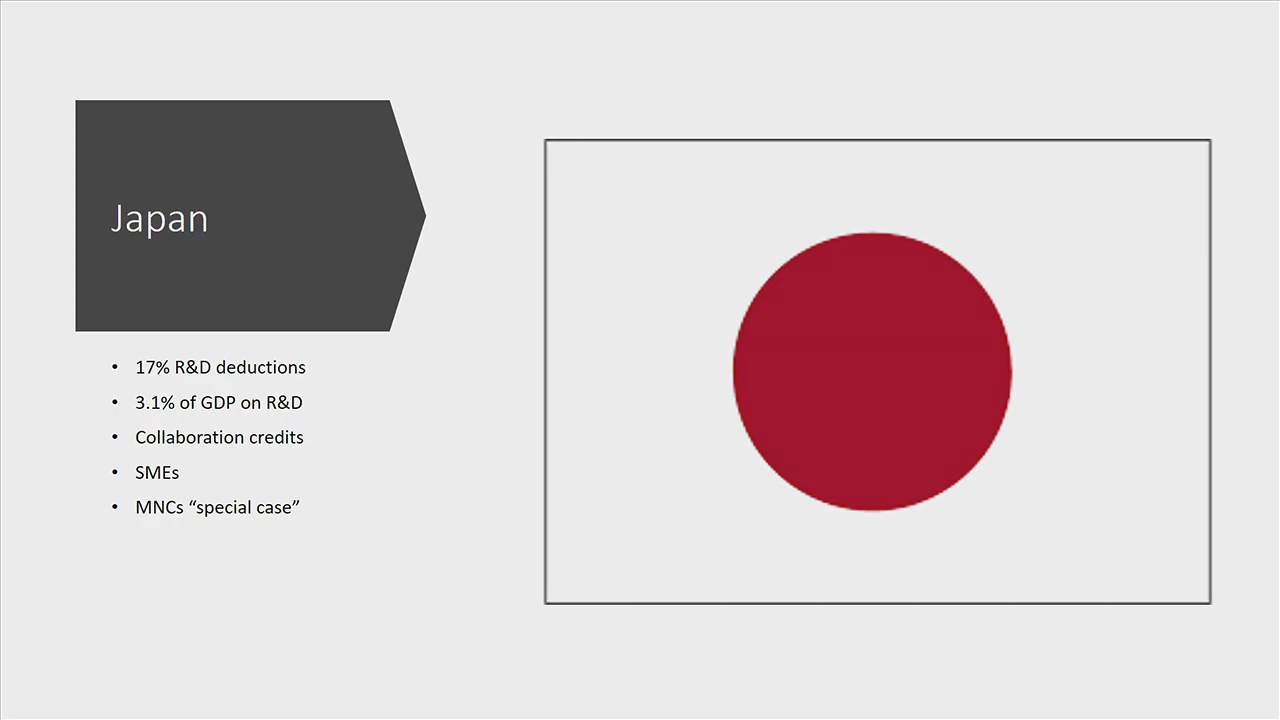 Japan
• 17% R&D deductions
• 3.1% of GDP on R&D
• Collaboration credits
• SMEs
• MNCs “special case”